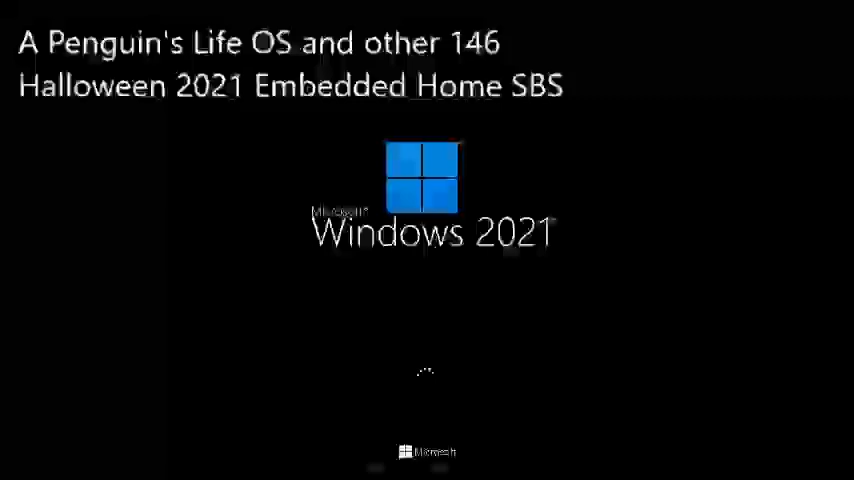 A Penguin's Life OS and other 146
Halloween 2021 Embedded Home SBS
Microsoft
Windows 2021
Microsoft